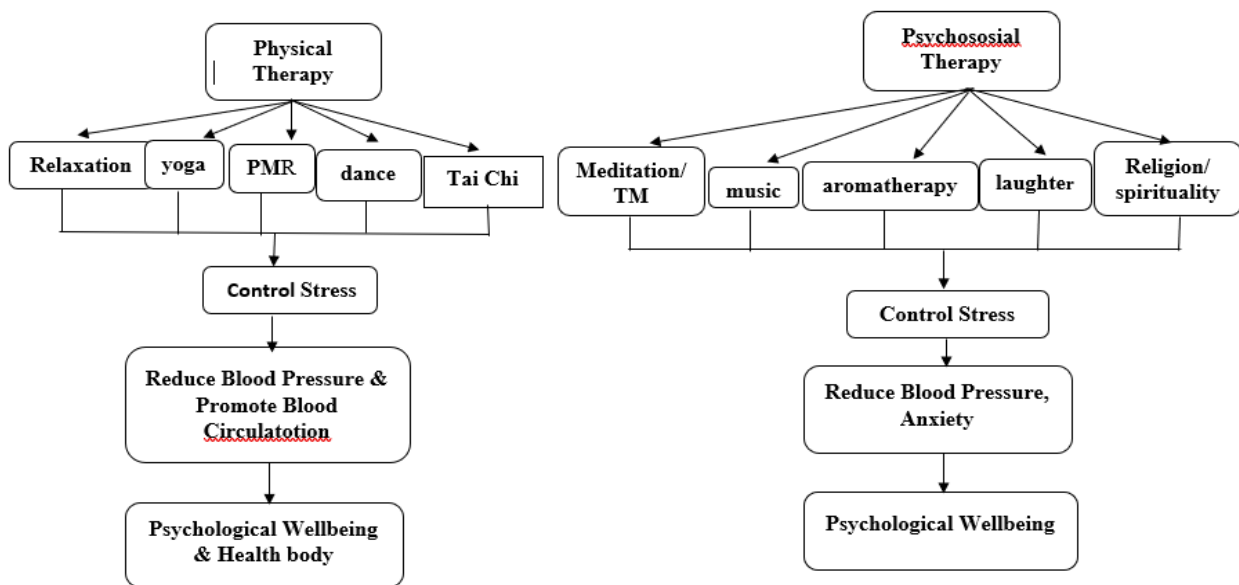 Physical
Therapy
Relaxation
yoga
PMR
dance
Tai Chi
Control Stress
Reduce Blood Pressure &
Promote Blood
Circulatotion
Psychological Wellbeing
& Health body
Psychososial
Therapy
Meditation/
TM
music
aromatherapy
laughter
Religion/
spirituality
Control Stress
Reduce Blood Pressure,
Anxiety
Psychological Wellbeing